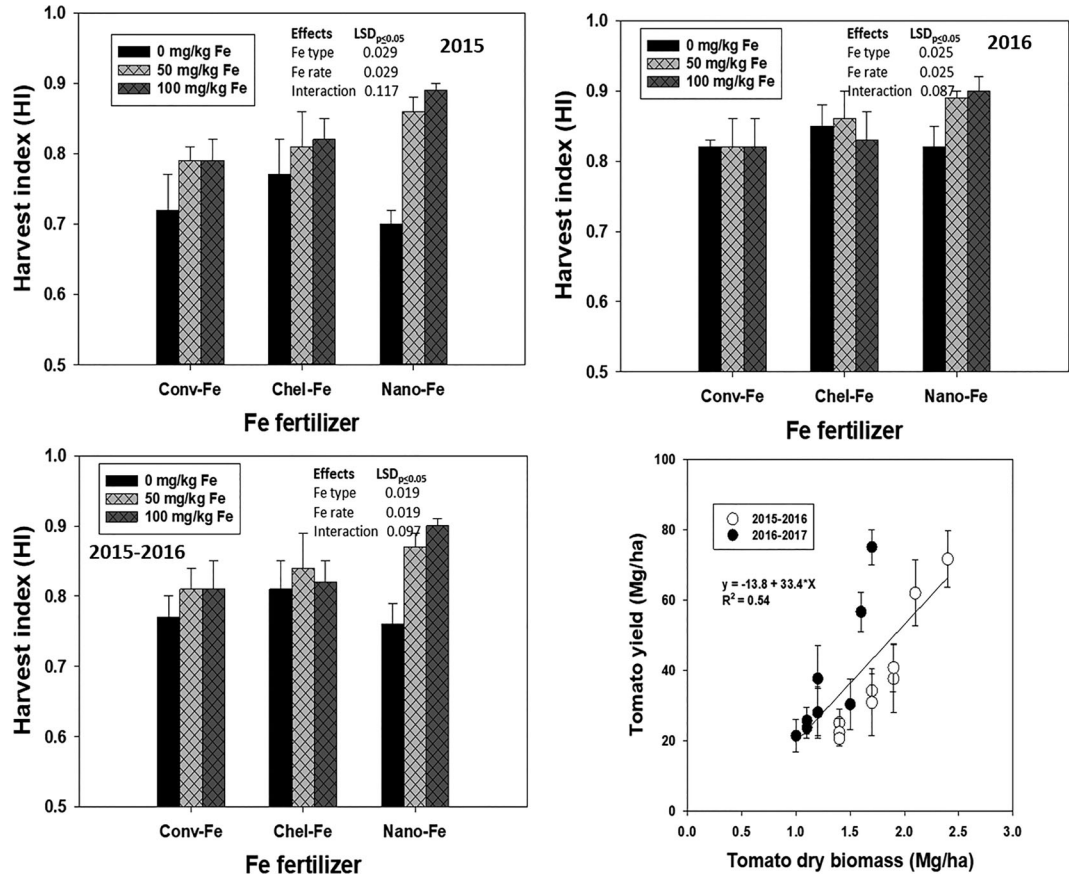 Effects LSDp≤0.05
Fe type 0.029
Fe rate 0.029
Interaction 0.117
2015
0 mg/kg Fe
50 mg/kg Fe
100 mg/kg Fe
Harvest index (HI)
1.0
0.9
0.8
0.7
0.6
0.5
Conv-Fe Chel-Fe Nano-Fe
Fe fertilizer
Effects LSDp≤0.05
Fe type 0.025
Fe rate 0.025
Interaction 0.087
2016
0 mg/kg Fe
50 mg/kg Fe
100 mg/kg Fe
Harvest index (HI)
1.0
0.9
0.8
0.7
0.6
0.5
Conv-Fe Chel-Fe Nano-Fe
Fe fertilizer
Effects LSDp≤0.05
Fe type 0.019
Fe rate 0.019
Interaction 0.097
0 mg/kg Fe
50 mg/kg Fe
100 mg/kg Fe
2015-2016
Harvest index (HI)
1.0
0.9
0.8
0.7
0.6
0.5
Conv-Fe Chel-Fe Nano-Fe
Fe fertilizer
2015-2016
2016-2017
y = -13.8 + 33.4*X
R² = 0.54
Tomato yield (Mg/ha)
100
80
60
40
20
0
0.0 0.5 1.0 1.5 2.0 2.5 3.0
Tomato dry biomass (Mg/ha)